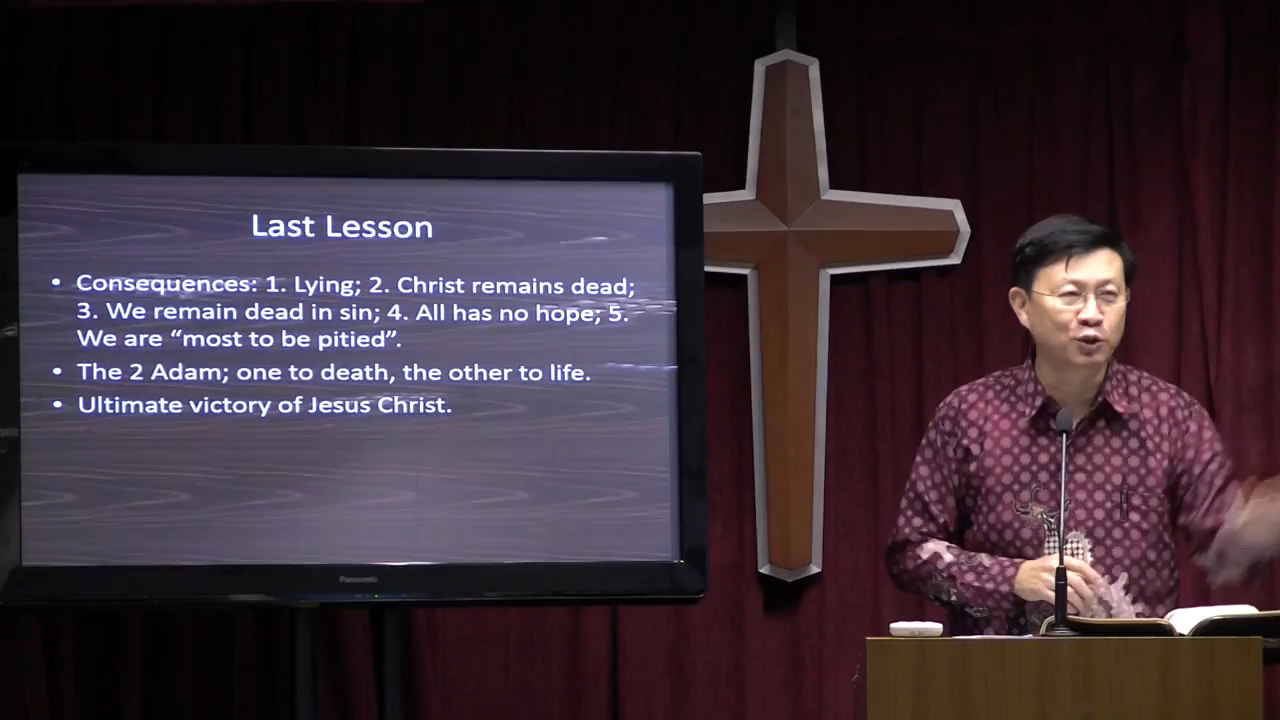 Last Lesson
• Consequences: 1. Lying; 2. Christ remains dead;
3. We remain dead in sin; 4. All has no hope; 5.
We are “most to be pitied”.
• The 2 Adam; one to death, the other to life.
• Ultimate victory of Jesus Christ.
Panasonic